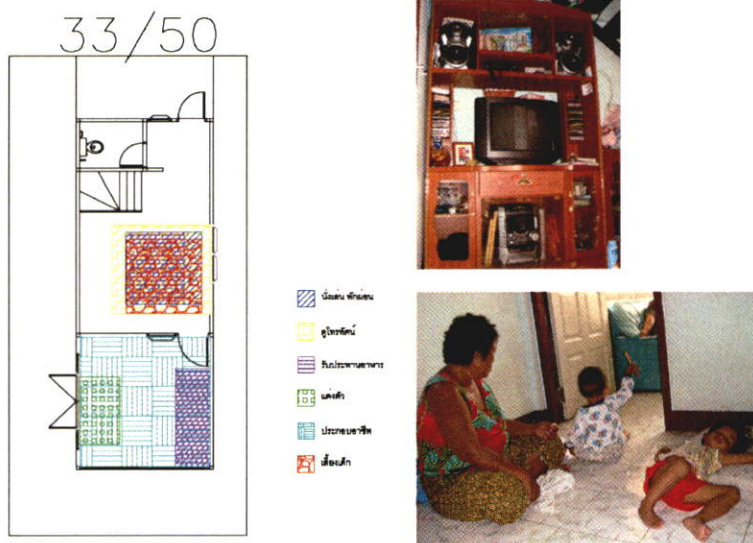 33/50
นั่งเล่น พักผ่อน
ดูโทรทัศน์
รับประทานอาหาร
แต่งตัว
ประกอบอาชีพ
เลี้ยงเด็ก